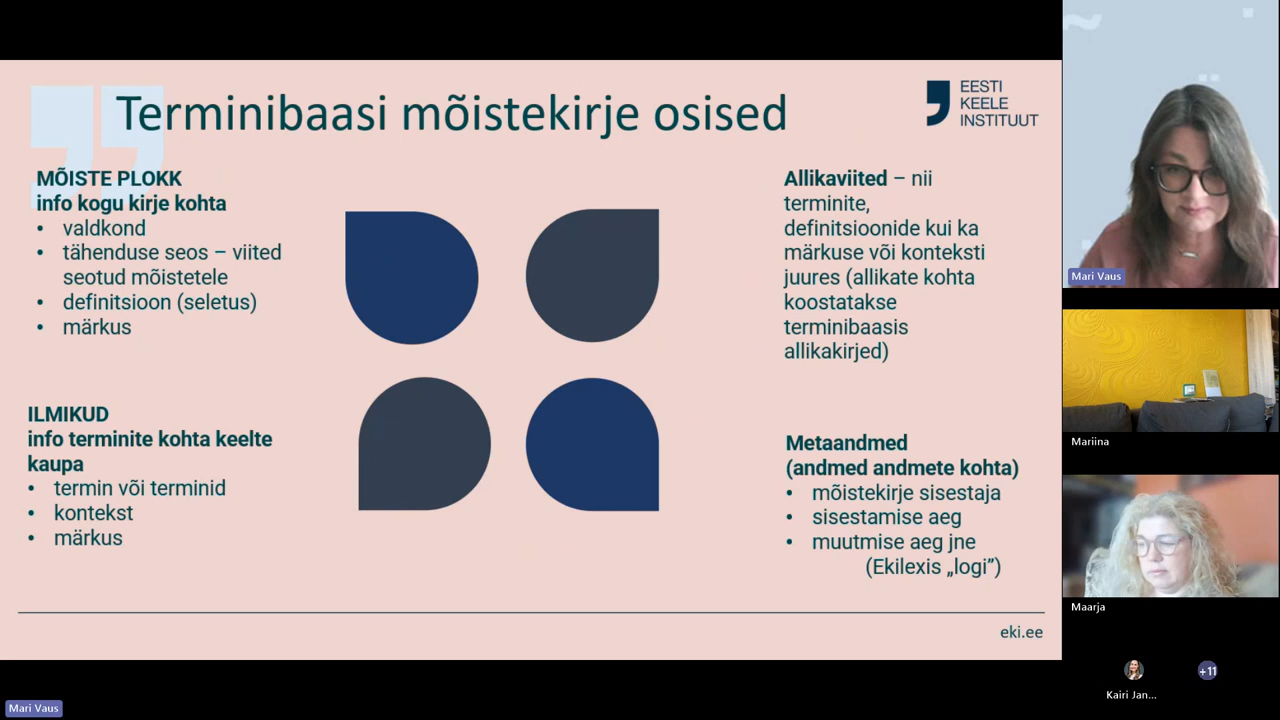 Terminibaasi mõistekirje osised
EESTI
KEELE
INSTITUUT
MÕISTE PLOKK
info kogu kirje kohta
• valdkond
• tähenduse seos – viited
seotud mõistetele
• definitsioon (seletus)
• märkus
ILMIKUD
info terminite kohta keelte
kaupa
• termin või terminid
• kontekst
• märkus
Allikaviited – nii
terminite,
definitsioonide kui ka
märkuse või konteksti
juures (allikate kohta
koostatakse
terminibaasis
allikakirjed)
Metaandmed
(andmed andmete kohta)
• mõistekirje sisestaja
• sisestamise aeg
• muutmise aeg jne
(Ekilexis „logi”)
eki.ee
Mari Vaus
Mari Vaus
Mariina
Maarja
Kairi Jan...
+11